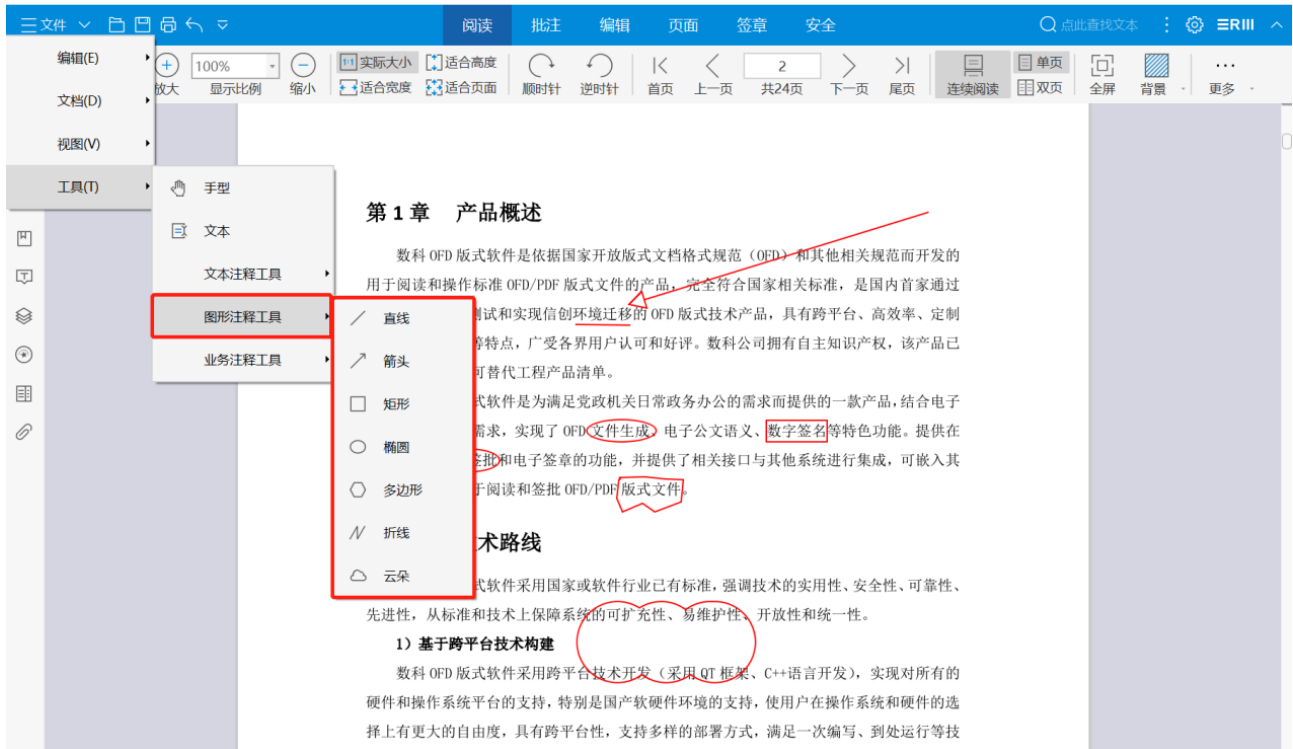 文件 阅读 批注 编辑 页面 签章 安全 点此查找文本
编辑(E) 放大 100% 显示比例 缩小 1:1 实际大小 适合宽度 适合高度 适合页面 顺时针 逆时针 首页 上一页 2 共24页 下一页 尾页 连续阅读 单页 双页 全屏 背景 更多
文档(D)
视图(V)
工具(T)
手型
文本
文本注释工具
图形注释工具
业务注释工具
直线
箭头
矩形
椭圆
多边形
折线
云朵
第 1 章 产品概述
数科 OFD 版式软件是依据国家开放版式文档格式规范（OFD）和其他相关规范而开发的
用于阅读和操作标准 OFD/PDF 版式文件的产品，完全符合国家相关标准，是国内首家通过
测试和实现信创环境迁移的 OFD 版式技术产品，具有跨平台、高效率、定制
等特点，广受各界用户认可和好评。数科公司拥有自主知识产权，该产品已
可替代工程产品清单。
式软件是为满足党政机关日常政务办公的需求而提供的一款产品，结合电子
需求，实现了 OFD 文件生成、电子公文语义、数字签名等特色功能。提供在
签批和电子签章的功能，并提供了相关接口与其他系统进行集成，可嵌入其
于阅读和签批 OFD/PDF 版式文件。
术路线
式软件采用国家或软件行业已有标准，强调技术的实用性、安全性、可靠性、
先进性，从标准和技术上保障系统的可扩充性、易维护性、开放性和统一性。
1）基于跨平台技术构建
数科 OFD 版式软件采用跨平台技术开发（采用 QT 框架、C++语言开发），实现对所有的
硬件和操作系统平台的支持，特别是国产软硬件环境的支持，使用户在操作系统和硬件的选
择上有更大的自由度，具有跨平台性，支持多样的部署方式，满足一次编写、到处运行等技